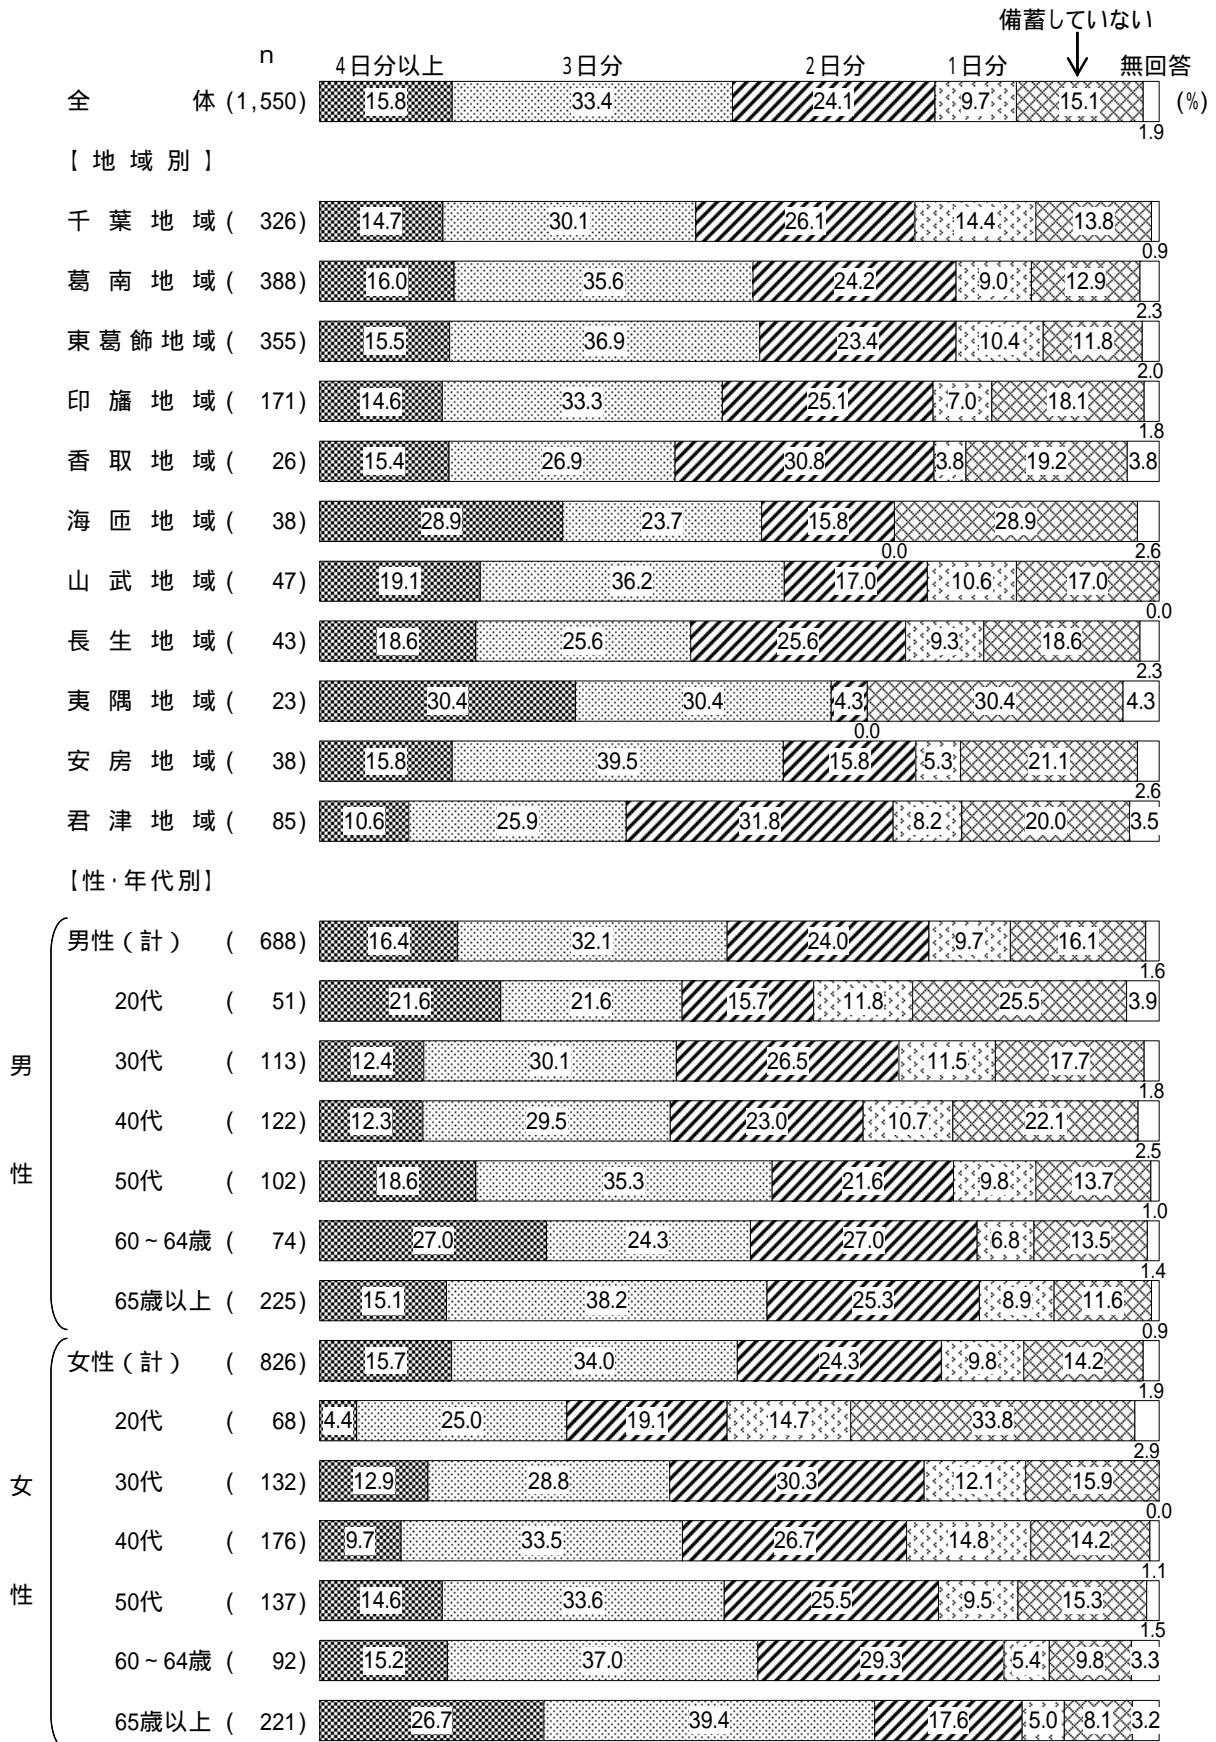 備蓄していない
n 4日分以上 3日分 2日分 1日分 無回答
全体(1,550) 15.8 33.4 24.1 9.7 15.1 (%)
1.9
【地域別】
千葉地域( 326) 14.7 30.1 26.1 14.4 13.8
0.9
葛南地域( 388) 16.0 35.6 24.2 9.0 12.9
2.3
東葛飾地域( 355) 15.5 36.9 23.4 10.4 11.8
2.0
印旛地域( 171) 14.6 33.3 25.1 7.0 18.1
1.8
香取地域( 26) 15.4 26.9 30.8 3.8 19.2 3.8
海匝地域( 38) 28.9 23.7 15.8 28.9
0.0 2.6
山武地域( 47) 19.1 36.2 17.0 10.6 17.0
0.0
長生地域( 43) 18.6 25.6 25.6 9.3 18.6
2.3
夷隅地域( 23) 30.4 30.4 4.3 30.4 4.3
0.0
安房地域( 38) 15.8 39.5 15.8 5.3 21.1
2.6
君津地域( 85) 10.6 25.9 31.8 8.2 20.0 3.5
【性・年代別】
男性
男性(計) ( 688) 16.4 32.1 24.0 9.7 16.1
1.6
20代 ( 51) 21.6 21.6 15.7 11.8 25.5 3.9
30代 ( 113) 12.4 30.1 26.5 11.5 17.7
1.8
40代 ( 122) 12.3 29.5 23.0 10.7 22.1
2.5
50代 ( 102) 18.6 35.3 21.6 9.8 13.7
1.0
60~64歳 ( 74) 27.0 24.3 27.0 6.8 13.5
1.4
65歳以上 ( 225) 15.1 38.2 25.3 8.9 11.6
0.9
女性
女性(計) ( 826) 15.7 34.0 24.3 9.8 14.2
1.9
20代 ( 68) 4.4 25.0 19.1 14.7 33.8
2.9
30代 ( 132) 12.9 28.8 30.3 12.1 15.9
0.0
40代 ( 176) 9.7 33.5 26.7 14.8 14.2
1.1
50代 ( 137) 14.6 33.6 25.5 9.5 15.3
1.5
60~64歳 ( 92) 15.2 37.0 29.3 5.4 9.8 3.3
65歳以上 ( 221) 26.7 39.4 17.6 5.0 8.1 3.2